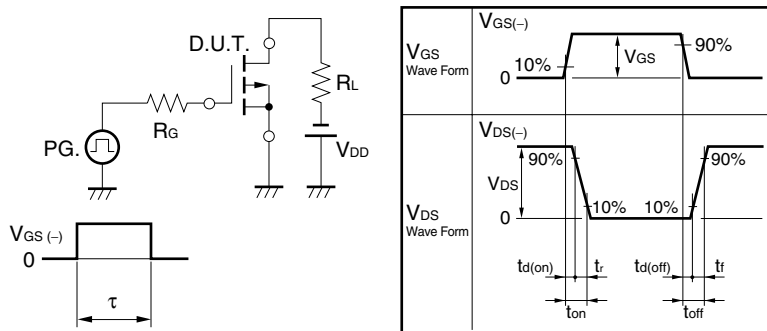 D.U.T.
RL
RG
PG.
VDD
VGS (−)
0
τ
VGS
Wave Form
VGS(−)
10%
VGS
90%
0
VDS
Wave Form
VDS(−)
90%
90%
VDS
10%
10%
0
td(on)
tr
td(off)
tf
ton
toff